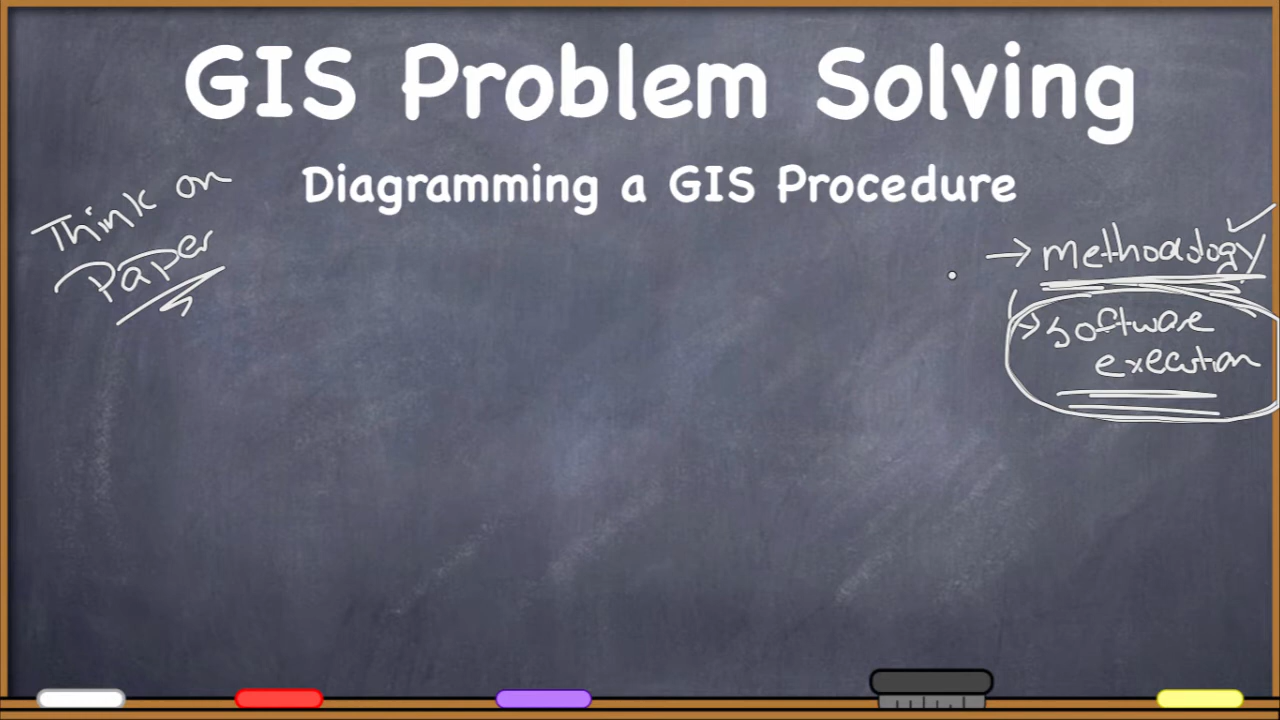 GIS Problem Solving
Diagramming a GIS Procedure
Think on
Paper
→ methodology ✓
→ software
execution